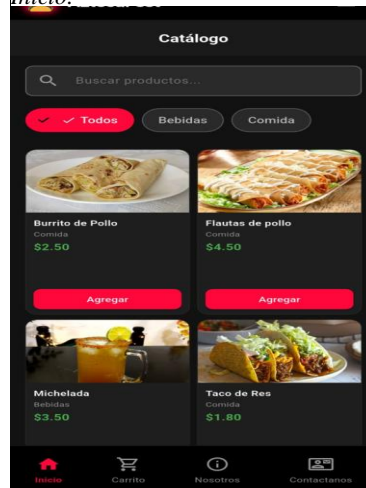 Inicio.
Catálogo
Buscar productos...
Todos Bebidas Comida
Burrito de Pollo Flautas de pollo
Comida Comida
$2.50 $4.50
Agregar Agregar
Michelada Taco de Res
Bebidas Comida
$3.50 $1.80
Inicio Carrito Nosotros Contactanos